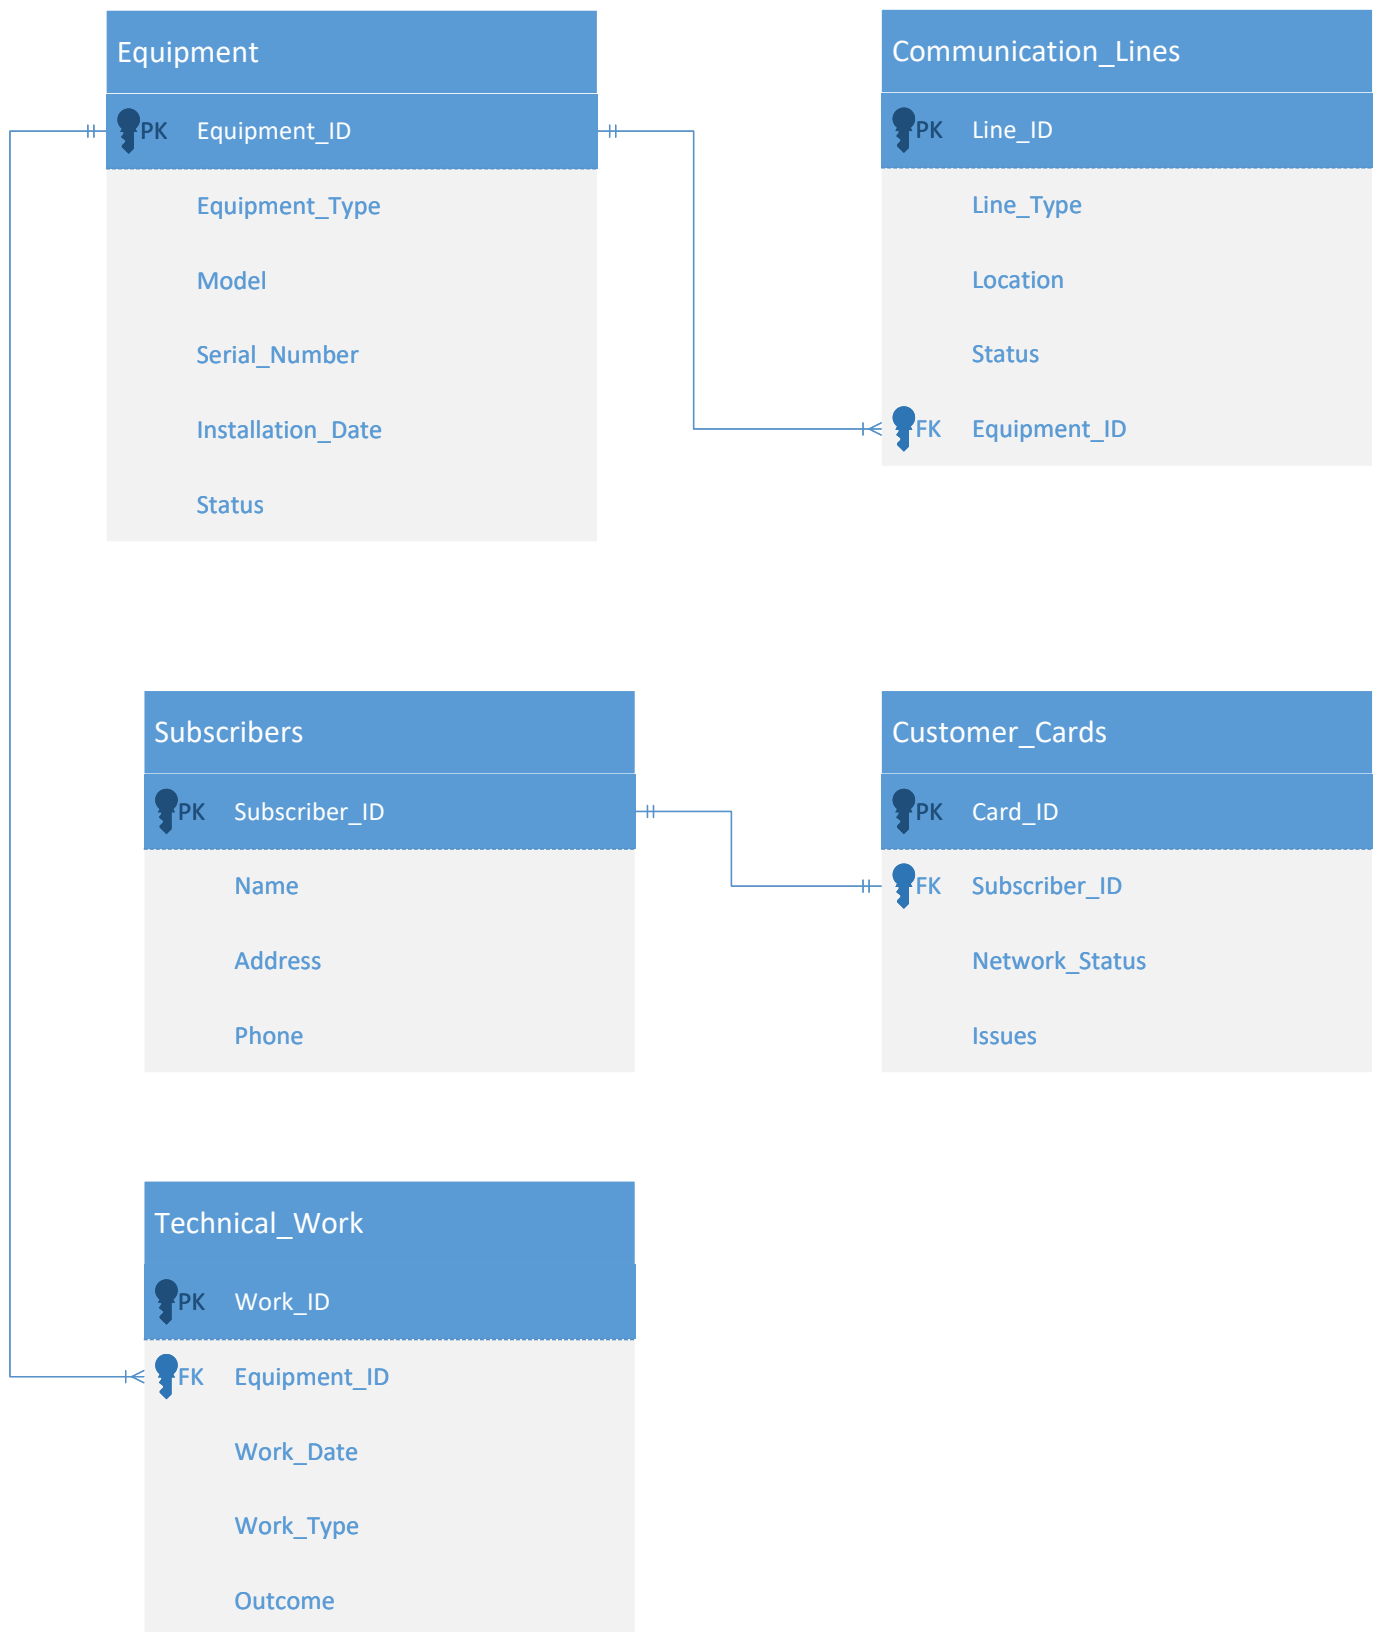 Equipment
PK Equipment_ID
Equipment_Type
Model
Serial_Number
Installation_Date
Status
Communication_Lines
PK Line_ID
Line_Type
Location
Status
FK Equipment_ID
Subscribers
PK Subscriber_ID
Name
Address
Phone
Customer_Cards
PK Card_ID
FK Subscriber_ID
Network_Status
Issues
Technical_Work
PK Work_ID
FK Equipment_ID
Work_Date
Work_Type
Outcome